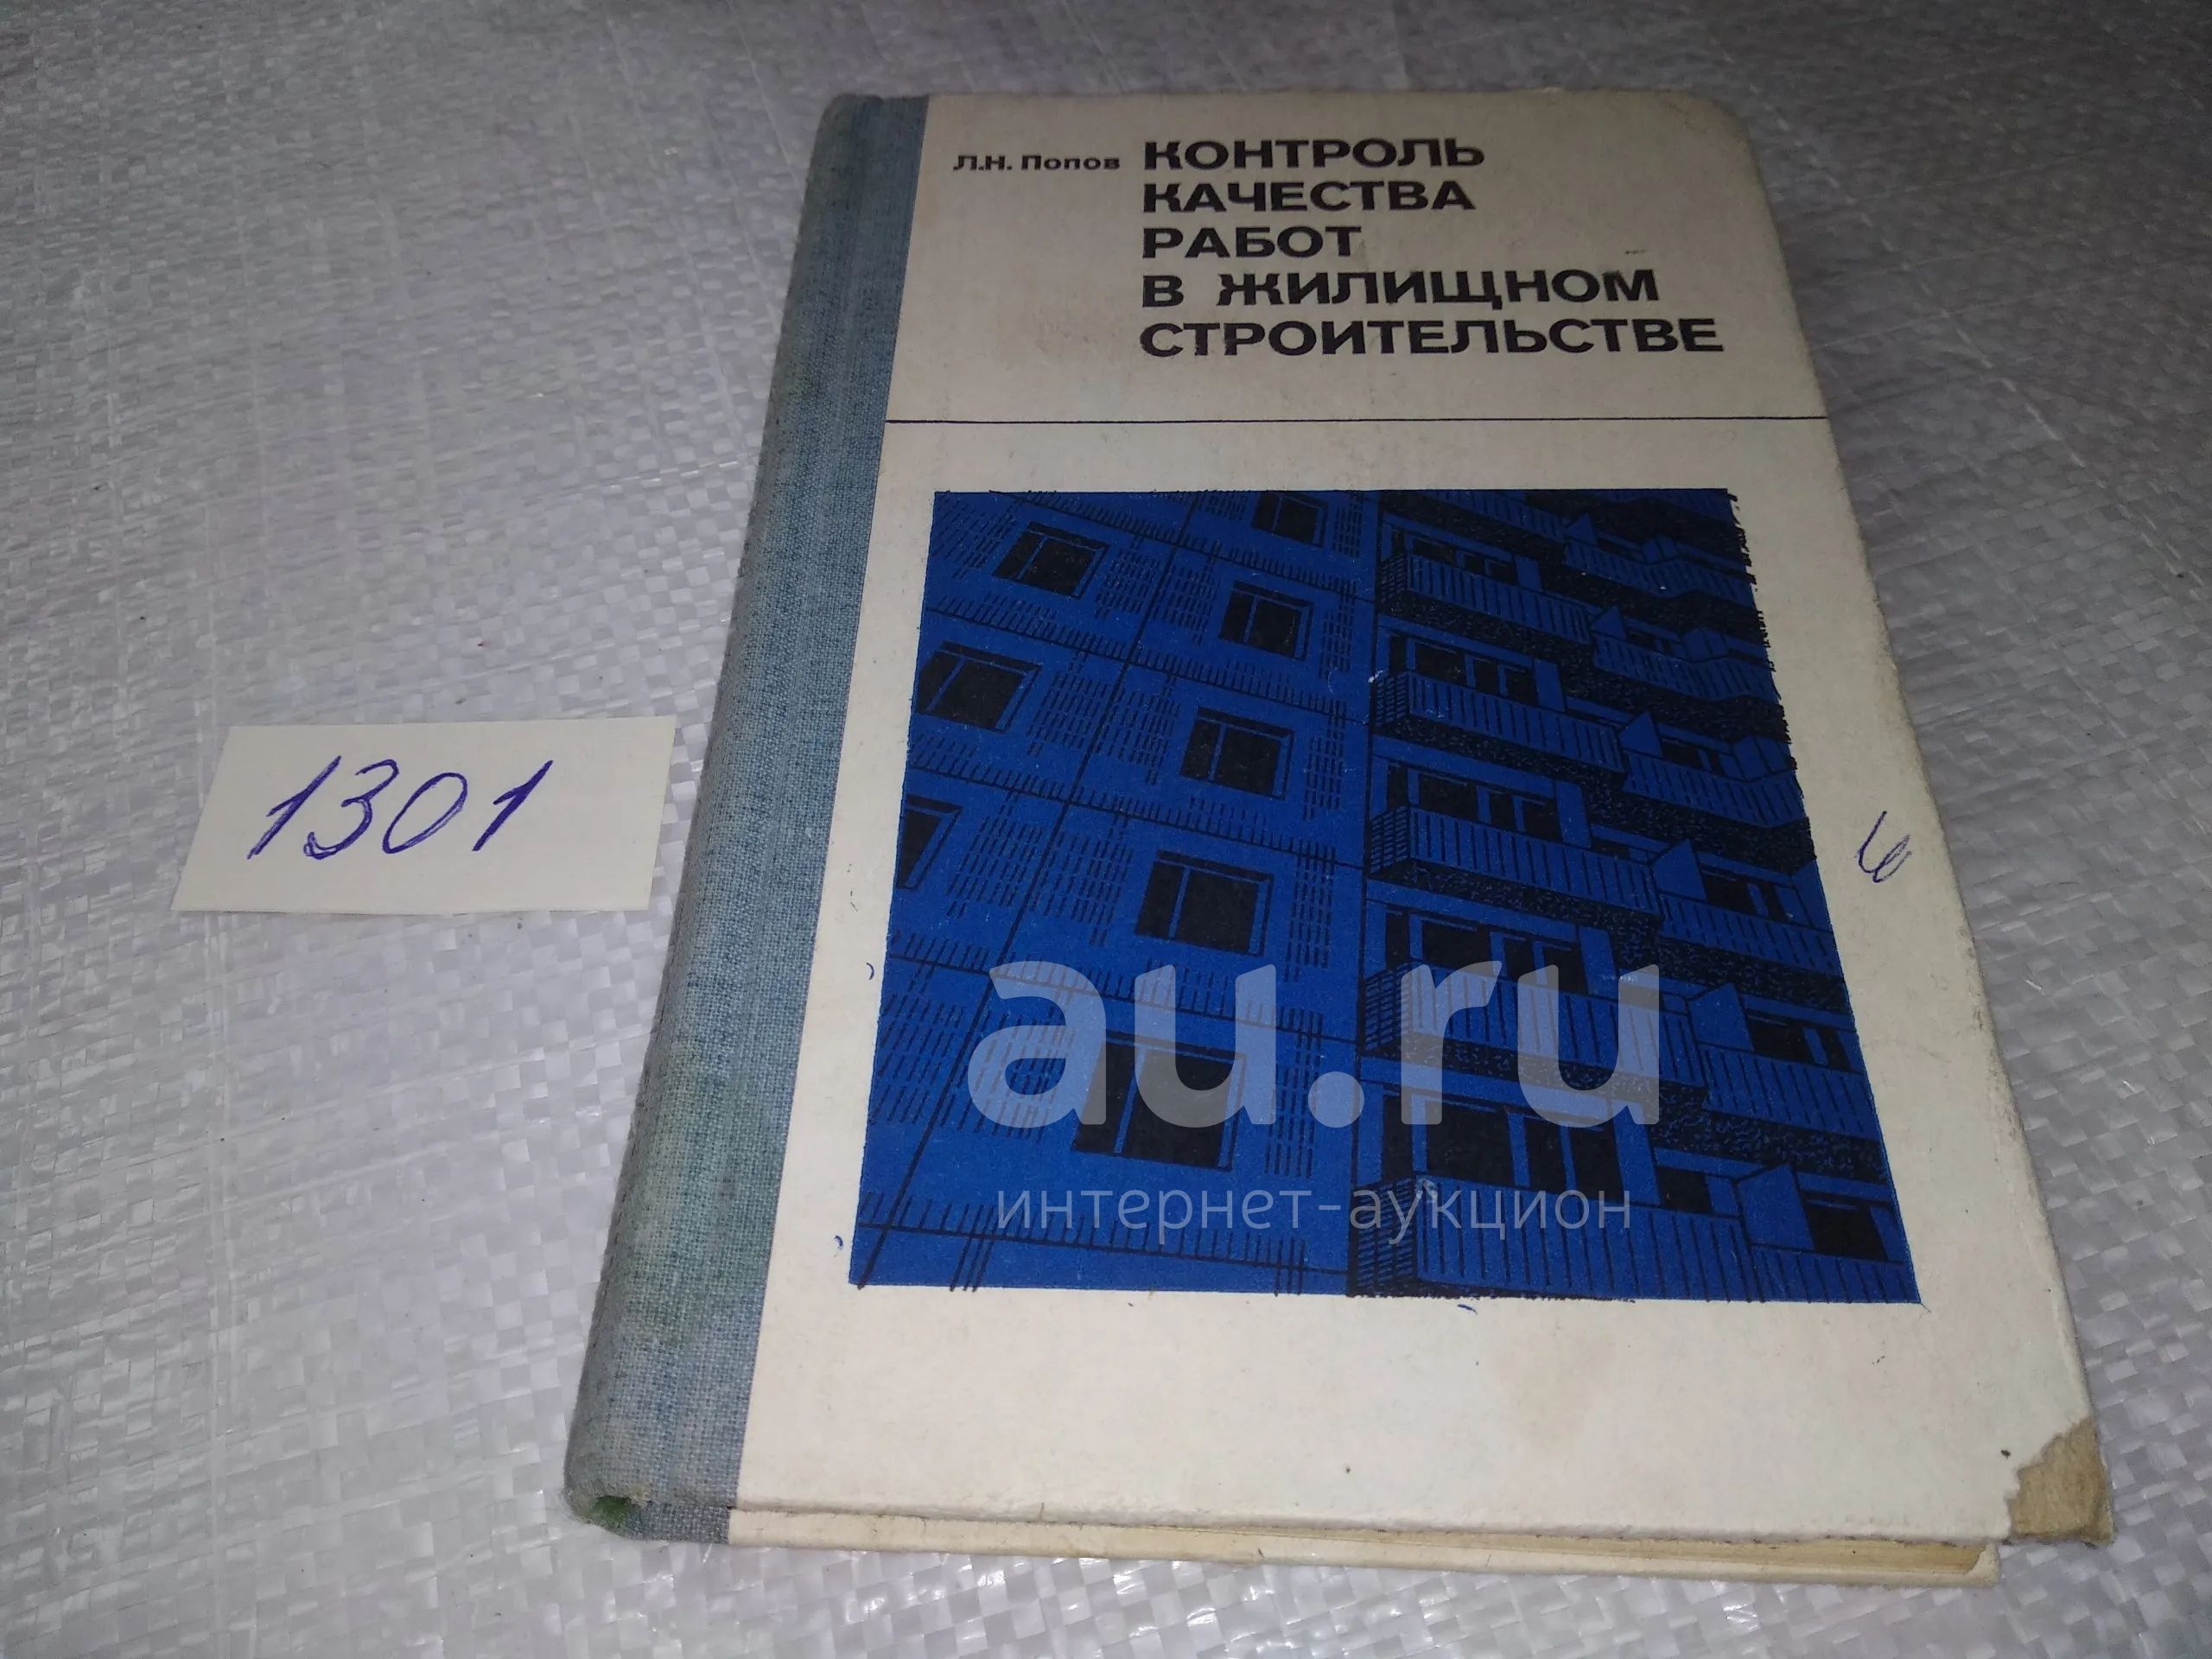 Л.Н. Попов
КОНТРОЛЬ
КАЧЕСТВА
РАБОТ
В ЖИЛИЩНОМ
СТРОИТЕЛЬСТВЕ
1301
au.ru
интернет-аукцион